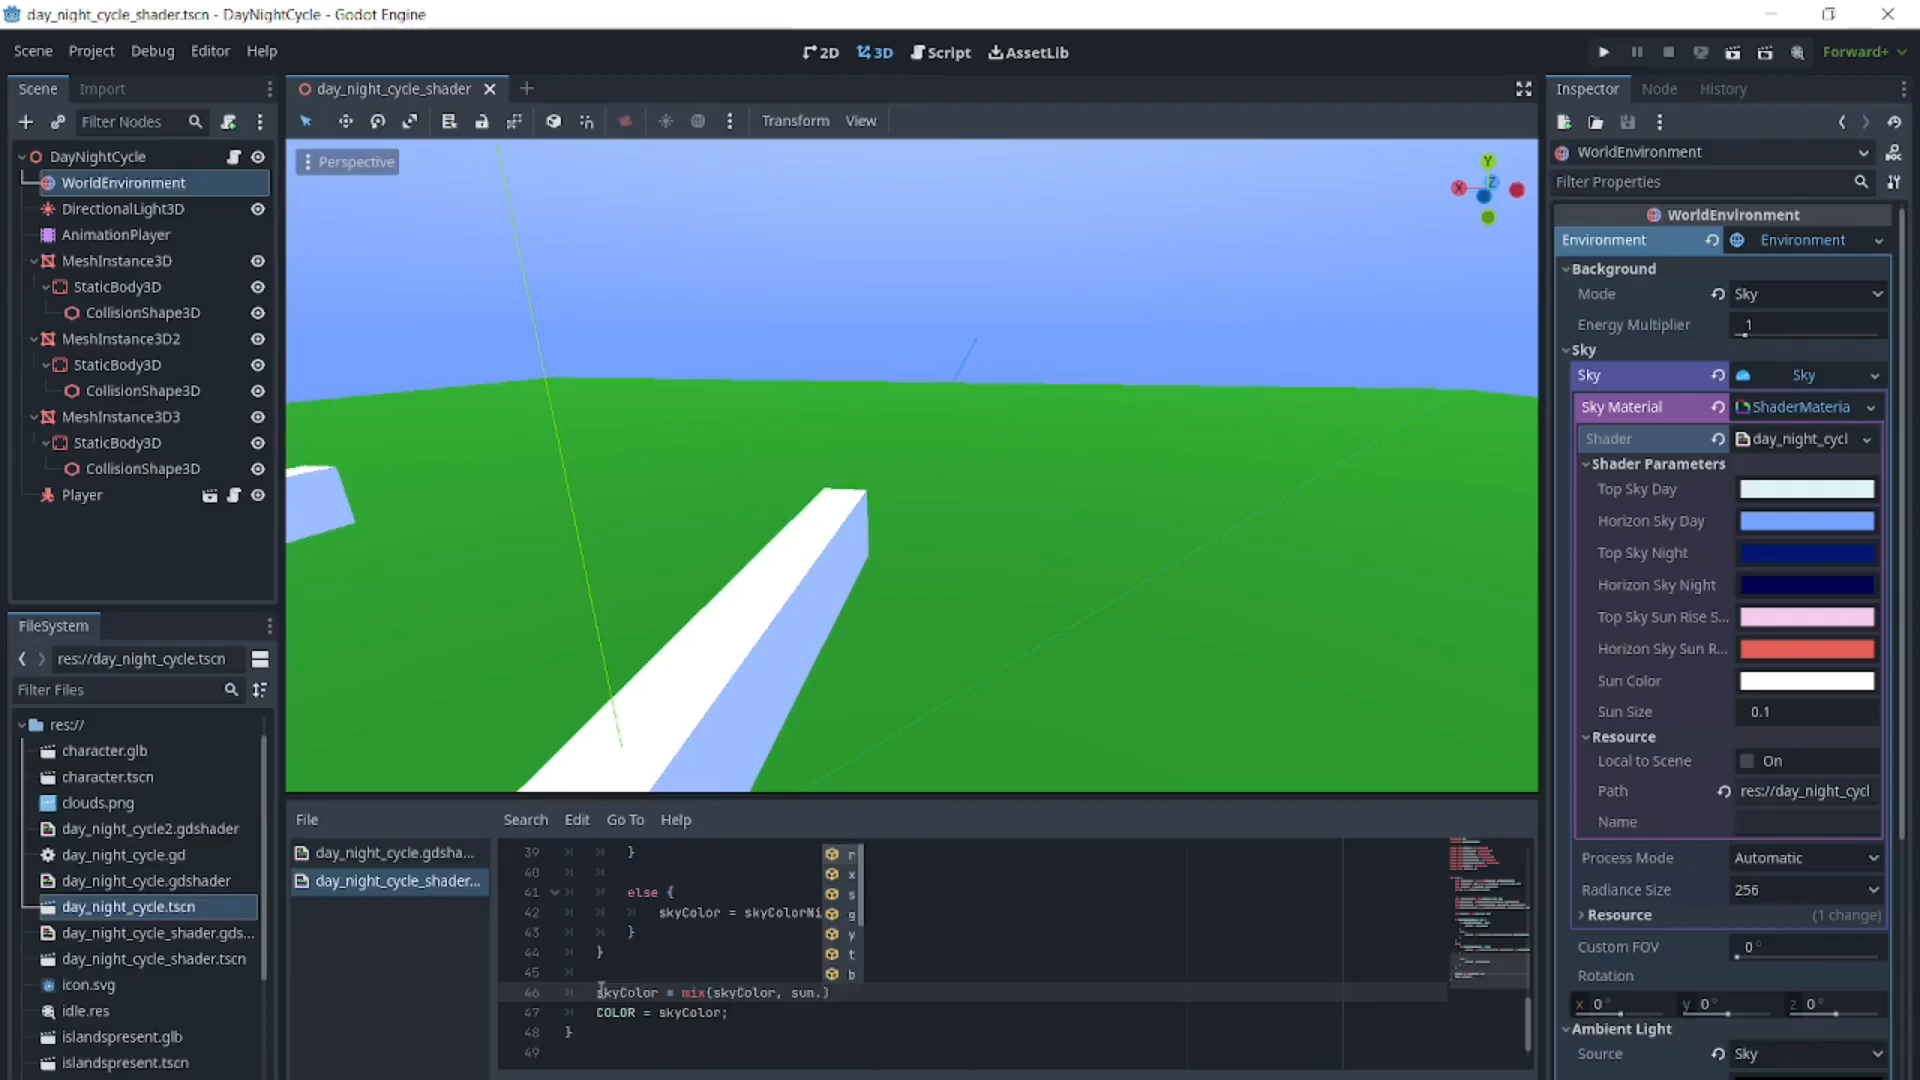 day_night_cycle_shader.tscn - DayNightCycle - Godot Engine
Scene Project Debug Editor Help
2D 3D Script AssetLib
Forward+
Scene Import
Filter Nodes
DayNightCycle
WorldEnvironment
DirectionalLight3D
AnimationPlayer
MeshInstance3D
StaticBody3D
CollisionShape3D
MeshInstance3D2
StaticBody3D
CollisionShape3D
MeshInstance3D3
StaticBody3D
CollisionShape3D
Player
FileSystem
res://day_night_cycle.tscn
Filter Files
res://
character.glb
character.tscn
clouds.png
day_night_cycle2.gdshader
day_night_cycle.gd
day_night_cycle.gdshader
day_night_cycle.tscn
day_night_cycle_shader.gds...
day_night_cycle_shader.tscn
icon.svg
idle.res
islandspresent.glb
islandspresent.tscn
day_night_cycle_shader
Transform View
Perspective
Y
X
Z
File
day_night_cycle.gdsha...
day_night_cycle_shader...
Search Edit Go To Help
39 }
40
41 else {
42 skyColor = skyColorNi
43 }
44 }
45
46 skyColor = mix(skyColor, sun.)
47 COLOR = skyColor;
48 }
49
r
x
s
g
y
t
b
Inspector Node History
WorldEnvironment
Filter Properties
WorldEnvironment
Environment Environment
Background
Mode Sky
Energy Multiplier 1
Sky
Sky Sky
Sky Material ShaderMateria
Shader day_night_cycl
Shader Parameters
Top Sky Day
Horizon Sky Day
Top Sky Night
Horizon Sky Night
Top Sky Sun Rise S...
Horizon Sky Sun R...
Sun Color
Sun Size 0.1
Resource
Local to Scene On
Path res://day_night_cycl
Name
Process Mode Automatic
Radiance Size 256
Resource (1 change)
Custom FOV 0 °
Rotation
x 0 ° y 0 ° z 0 °
Ambient Light
Source Sky